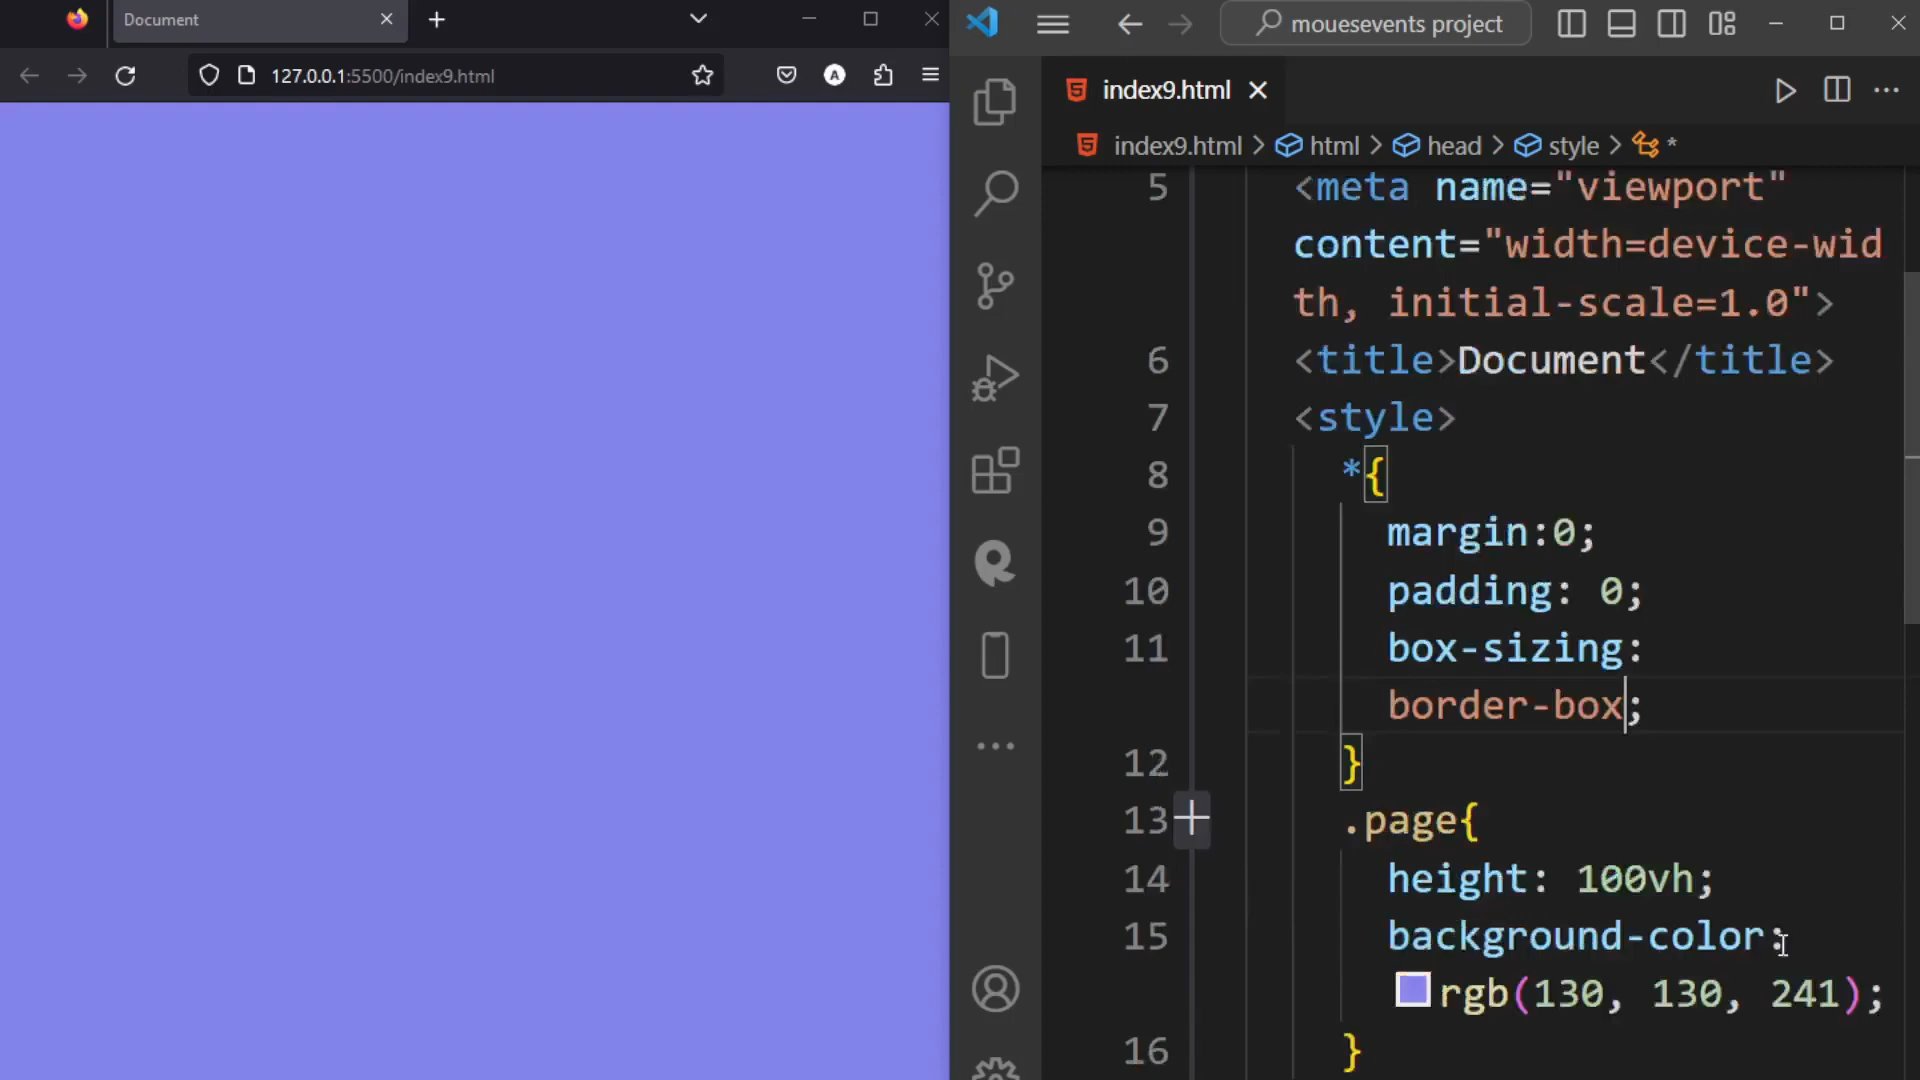 Document
127.0.0.1:5500/index9.html
A
mouesevents project
index9.html
index9.html > html > head > style > *
5 <meta name="viewport"
content="width=device-wid
th, initial-scale=1.0">
6 <title>Document</title>
7 <style>
8 *{
9 margin:0;
10 padding: 0;
11 box-sizing:
border-box;
12 }
13 .page{
14 height: 100vh;
15 background-color:
rgb(130, 130, 241);
16 }